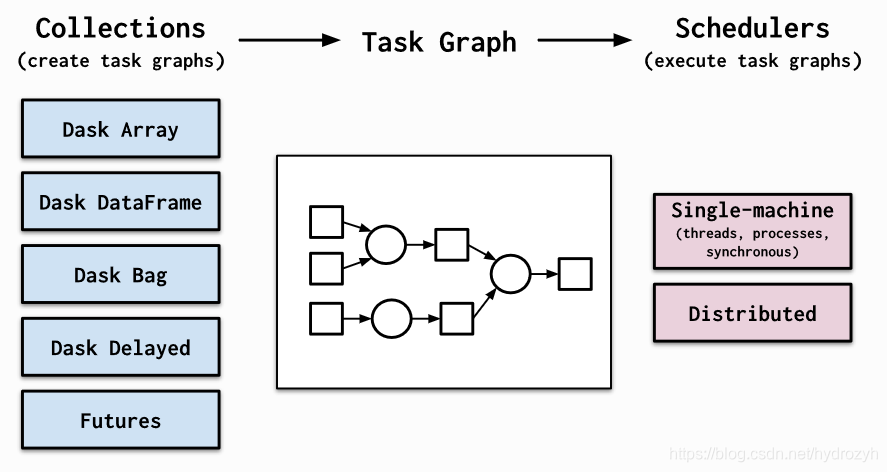 Collections
(create task graphs)
Task Graph
Schedulers
(execute task graphs)
Dask Array
Dask DataFrame
Dask Bag
Dask Delayed
Futures
Single-machine
(threads, processes,
synchronous)
Distributed
https://blog.csdn.net/hydrozyh